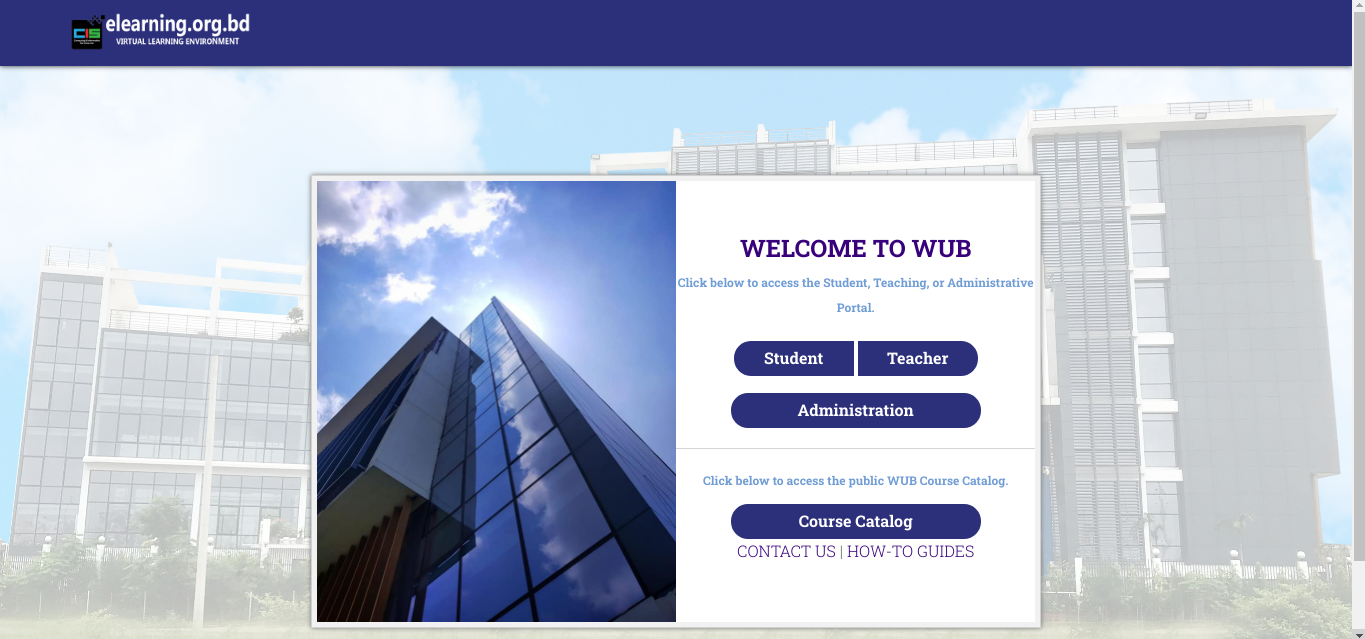 elearning.org.bd
CIS
VIRTUAL LEARNING ENVIRONMENT
WELCOME TO WUB
Click below to access the Student, Teaching, or Administrative
Portal.
Student
Teacher
Administration
Click below to access the public WUB Course Catalog.
Course Catalog
CONTACT US | HOW-TO GUIDES